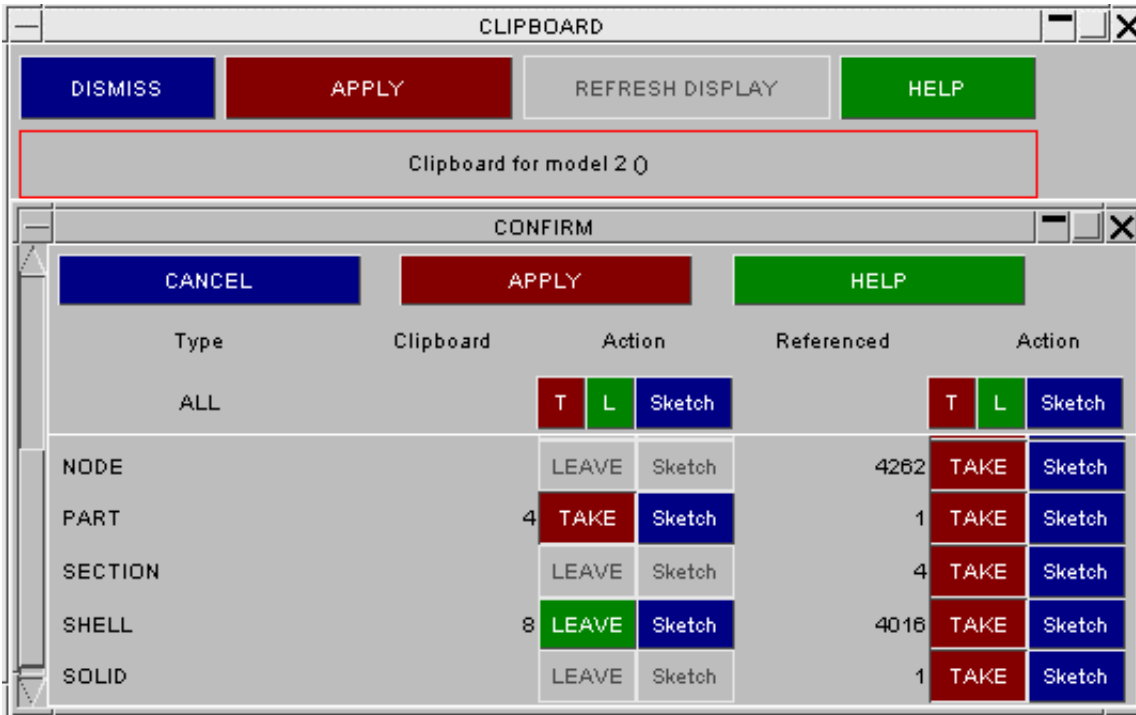 CLIPBOARD
DISMISS APPLY REFRESH DISPLAY HELP
Clipboard for model 2 ()
CONFIRM
CANCEL APPLY HELP
Type Clipboard Action Referenced Action
ALL T L Sketch T L Sketch
NODE LEAVE Sketch 4262 TAKE Sketch
PART 4 TAKE Sketch 1 TAKE Sketch
SECTION LEAVE Sketch 4 TAKE Sketch
SHELL 8 LEAVE Sketch 4016 TAKE Sketch
SOLID LEAVE Sketch 1 TAKE Sketch